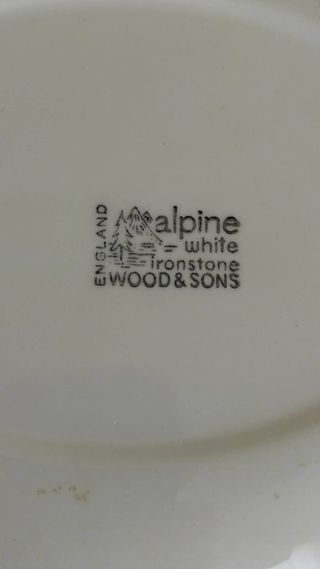 ENGLAND
alpine
white
ironstone
WOOD & SONS